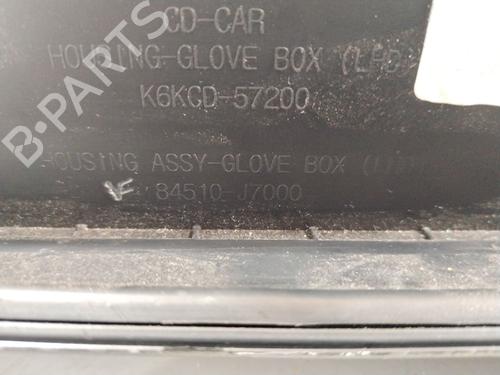 CD-CAR
HOUSING-GLOVE BOX (LHD)
K6KCD-57200
HOUSING ASSY-GLOVE BOX
84510-J7000
B-PARTS